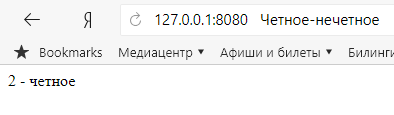 Я 127.0.0.1:8080 Четное-нечетное
Bookmarks Медиацентр Афиши и билеты Билинг
2 - четное